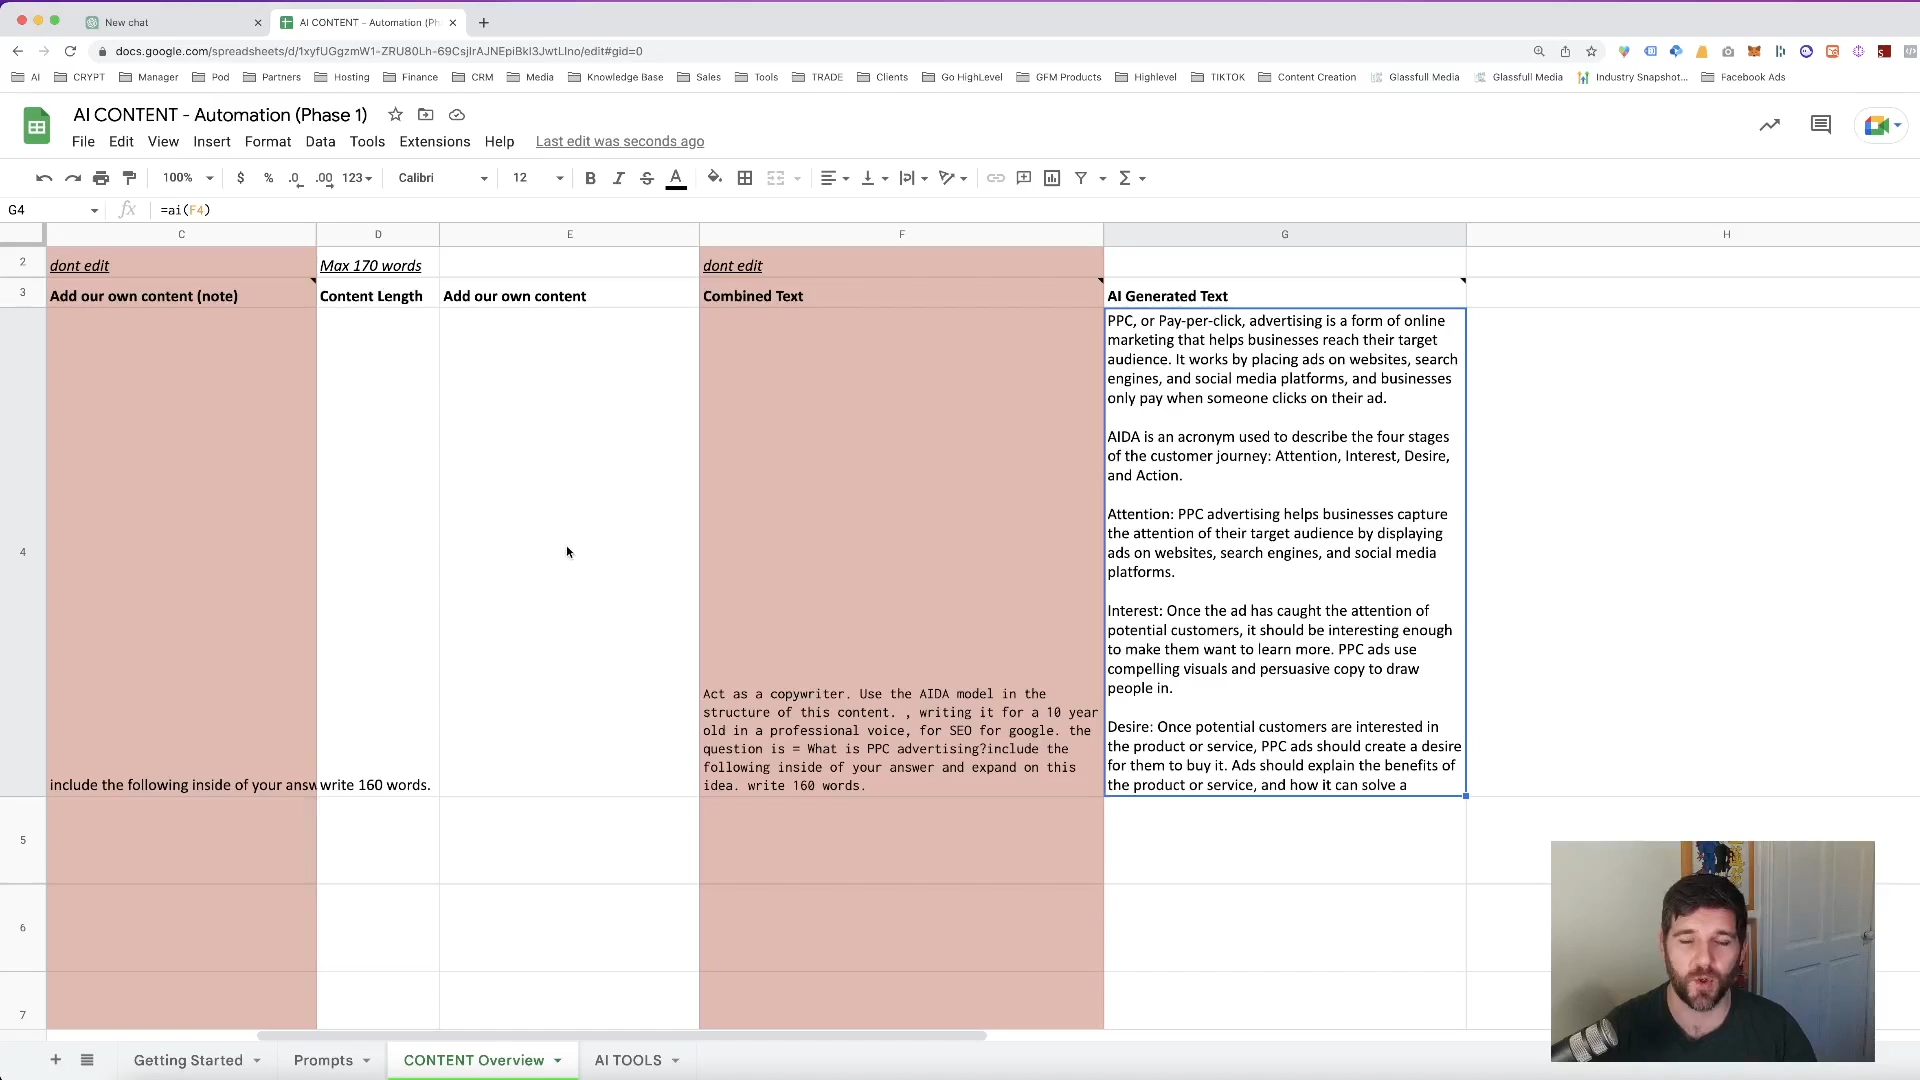 New chat
AI CONTENT - Automation (Ph
docs.google.com/spreadsheets/d/1xyfUGgzmW1-ZRU80Lh-69CsjIrAJNEpiBkI3JwtLIno/edit#gid=0
AI CRYPT Manager Pod Partners Hosting Finance CRM Media Knowledge Base Sales Tools TRADE Clients Go HighLevel GFM Products Highlevel TIKTOK Content Creation Glassfull Media Glassfull Media Industry Snapshot... Facebook Ads
AI CONTENT - Automation (Phase 1)
File Edit View Insert Format Data Tools Extensions Help Last edit was seconds ago
100% $ % .0 .00 123 Calibri 12 B I S A
G4 fx =ai(F4)
C D E F G H
2 dont edit Max 170 words dont edit
3 Add our own content (note) Content Length Add our own content Combined Text AI Generated Text
PPC, or Pay-per-click, advertising is a form of online
marketing that helps businesses reach their target
audience. It works by placing ads on websites, search
engines, and social media platforms, and businesses
only pay when someone clicks on their ad.
AIDA is an acronym used to describe the four stages
of the customer journey: Attention, Interest, Desire,
and Action.
Attention: PPC advertising helps businesses capture
the attention of their target audience by displaying
ads on websites, search engines, and social media
platforms.
Interest: Once the ad has caught the attention of
potential customers, it should be interesting enough
to make them want to learn more. PPC ads use
compelling visuals and persuasive copy to draw
people in.
Desire: Once potential customers are interested in
the product or service, PPC ads should create a desire
for them to buy it. Ads should explain the benefits of
the product or service, and how it can solve a
4
Act as a copywriter. Use the AIDA model in the
structure of this content. , writing it for a 10 year
old in a professional voice, for SEO for google. the
question is = What is PPC advertising?include the
following inside of your answer and expand on this
idea. write 160 words.
include the following inside of your answ write 160 words.
5
6
7
Getting Started Prompts CONTENT Overview AI TOOLS